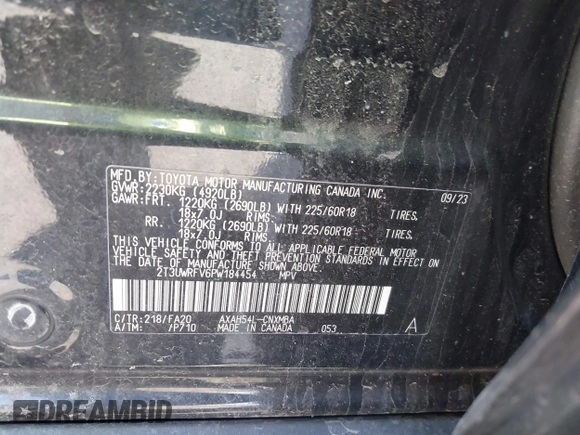 MFD.BY:TOYOTA MOTOR MANUFACTURING CANADA INC.
GVWR:2230KG (4920LB) 09/23
GAWR:FRT. 1220KG (2690LB) WITH 225/60R18 TIRES,
18x7.0J RIMS,
RR. 1220KG (2690LB) WITH 225/60R18 TIRES,
18x7.0J RIMS,
THIS VEHICLE CONFORMS TO ALL APPLICABLE FEDERAL MOTOR
VEHICLE SAFETY AND THEFT PREVENTION STANDARDS IN EFFECT
ON THE DATE OF MANUFACTURE SHOWN ABOVE.
2T3UWRFV6PW184454 MPV
C/TR:218/FA20 AXAH54L-CNXMBA
A/TM: /P710 MADE IN CANADA 053 A
DREAMBID